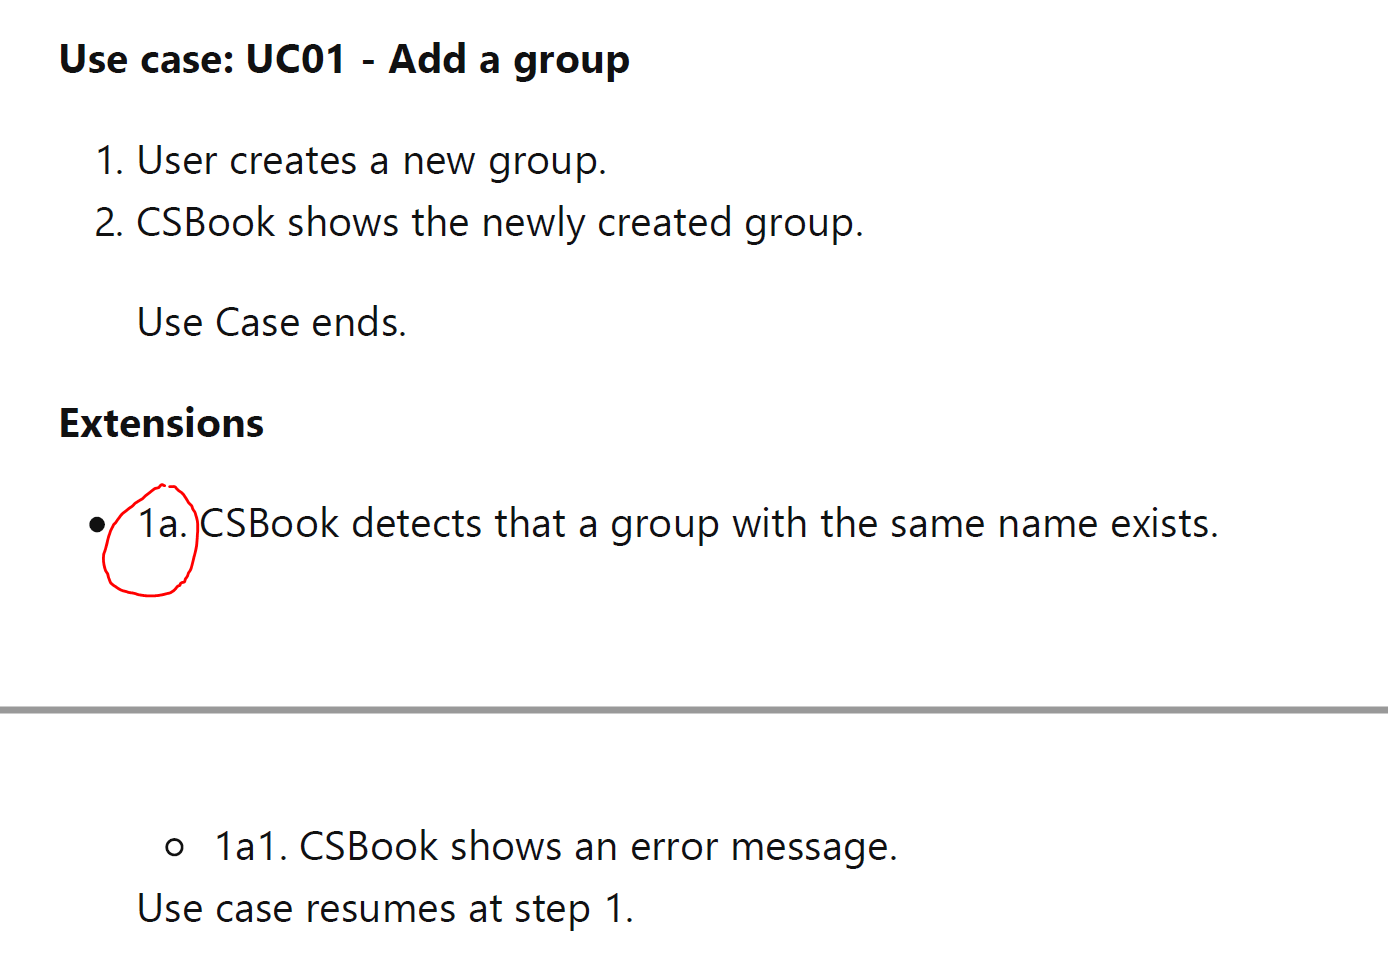 Use case: UC01 - Add a group
1. User creates a new group.
2. CSBook shows the newly created group.
Use Case ends.
Extensions
• 1a. CSBook detects that a group with the same name exists.
○ 1a1. CSBook shows an error message.
Use case resumes at step 1.